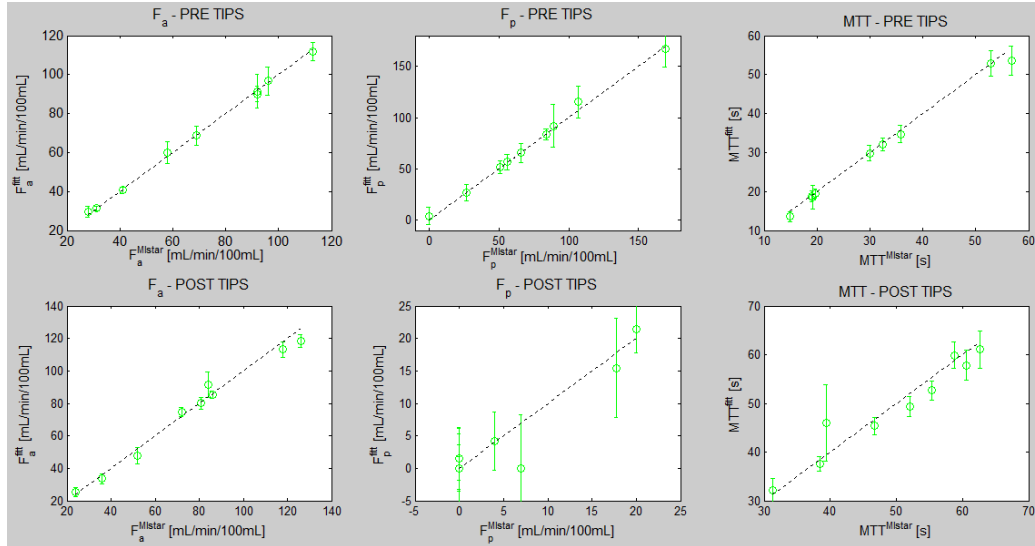 F_a - PRE TIPS
F_a^fitt [mL/min/100mL]
120
100
80
60
40
20
20 40 60 80 100 120
F_a^MIstar [mL/min/100mL]
F_p - PRE TIPS
F_p^fitt [mL/min/100mL]
150
100
50
0
0 50 100 150
F_p^MIstar [mL/min/100mL]
MTT - PRE TIPS
MTT^fitt [s]
60
50
40
30
20
10
10 20 30 40 50 60
MTT^MIstar [s]
F_a - POST TIPS
F_a^fitt [mL/min/100mL]
140
120
100
80
60
40
20
20 40 60 80 100 120 140
F_a^MIstar [mL/min/100mL]
F_p - POST TIPS
F_p^fitt [mL/min/100mL]
25
20
15
10
5
0
-5
-5 0 5 10 15 20 25
F_p^MIstar [mL/min/100mL]
MTT - POST TIPS
MTT^fitt [s]
70
60
50
40
30
30 40 50 60 70
MTT^MIstar [s]